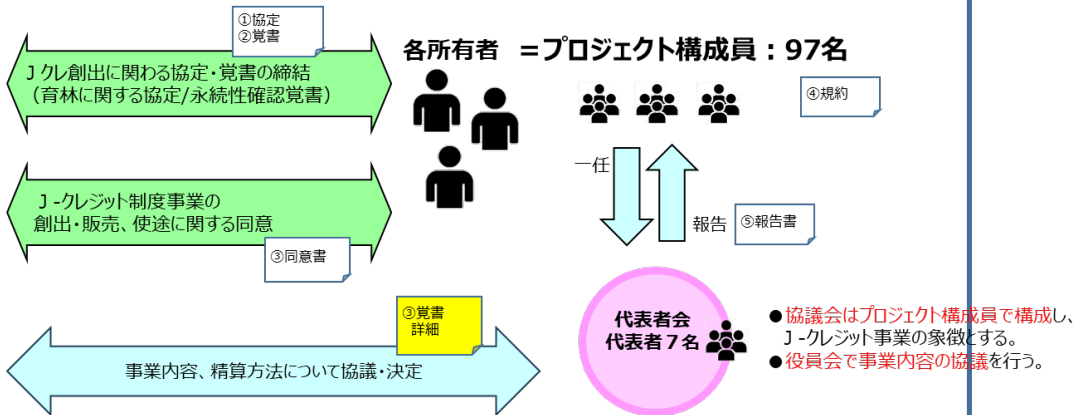 ①協定
②覚書
各所有者 =プロジェクト構成員:97名
Jクレ創出に関わる協定・覚書の締結
(育林に関する協定/永続性確認覚書)
④規約
一任
J-クレジット制度事業の
創出・販売、使途に関する同意
③同意書
報告
⑤報告書
③覚書
詳細
代表者会
代表者7名
●協議会はプロジェクト構成員で構成し、
J-クレジット事業の象徴とする。
●役員会で事業内容の協議を行う。
事業内容、精算方法について協議・決定